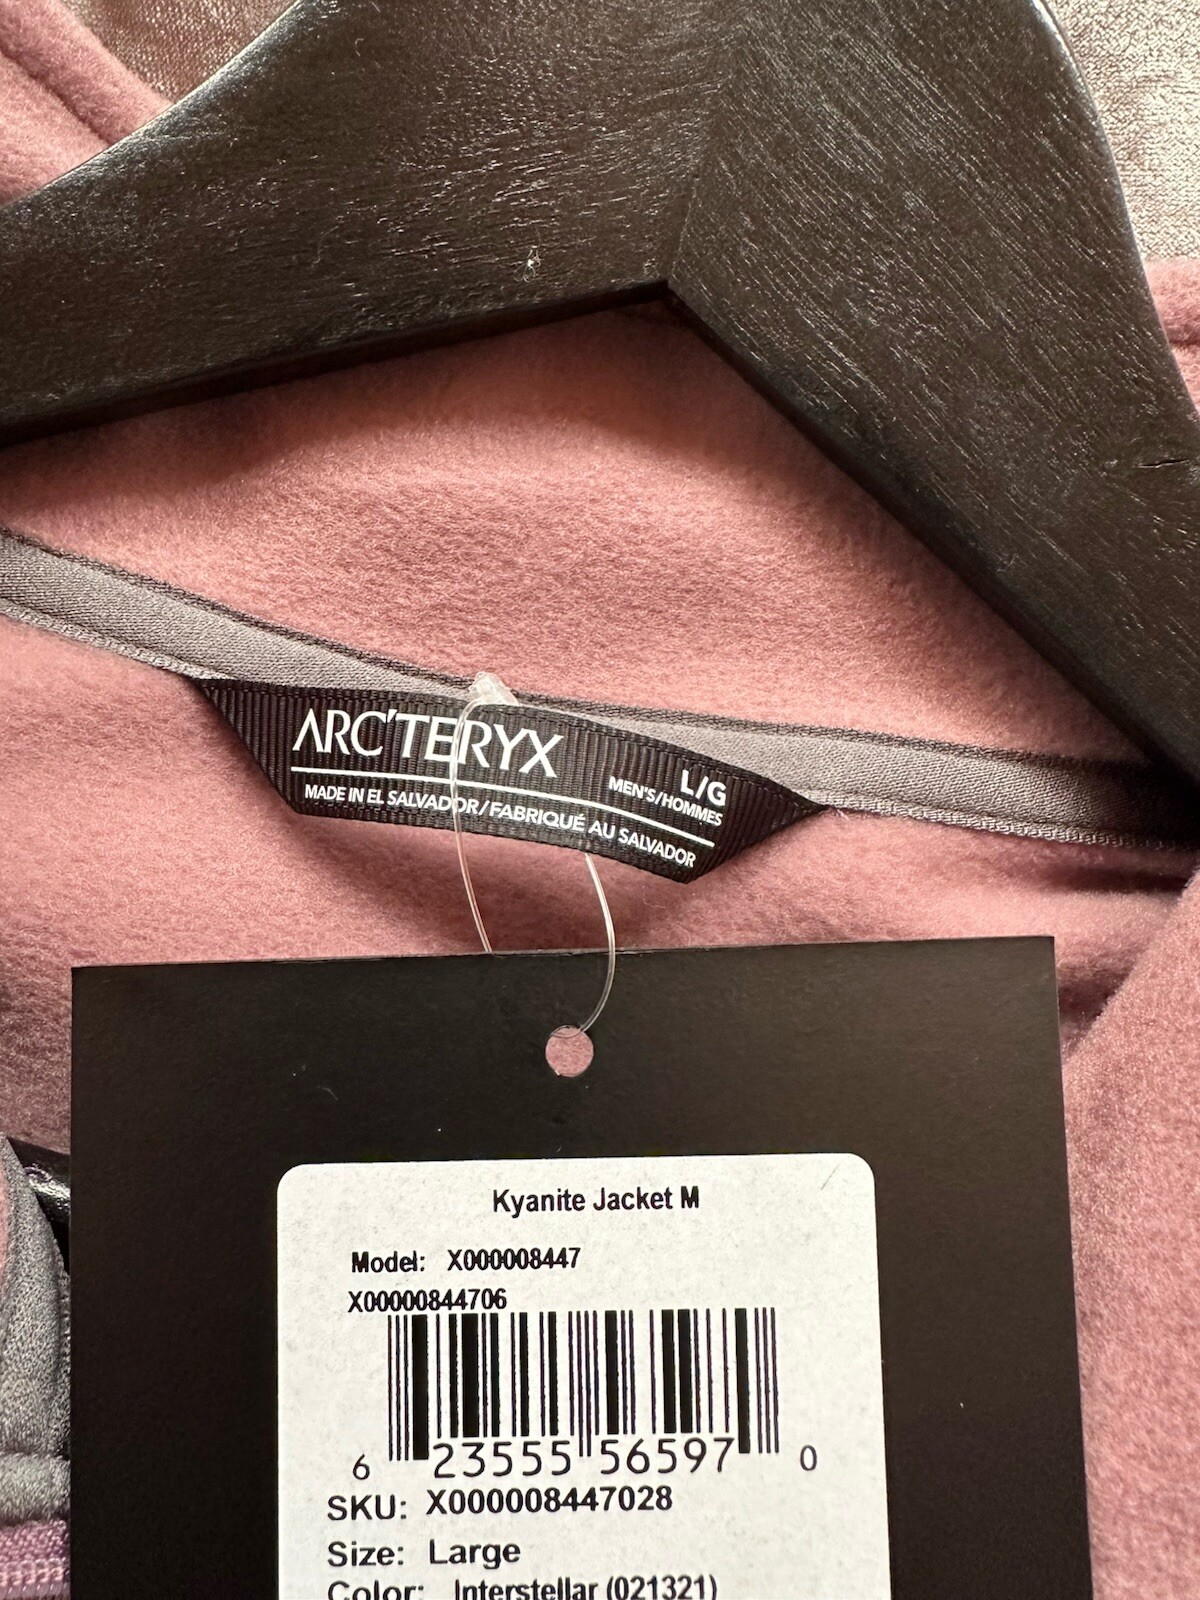 ARC'TERYX
L/G
MEN'S/HOMMES
MADE IN EL SALVADOR/FABRIQUÉ AU SALVADOR
Kyanite Jacket M
Model: X000008447
X00000844706
6 23555 56597 0
SKU: X000008447028
Size: Large
Color: Interstellar (021321)